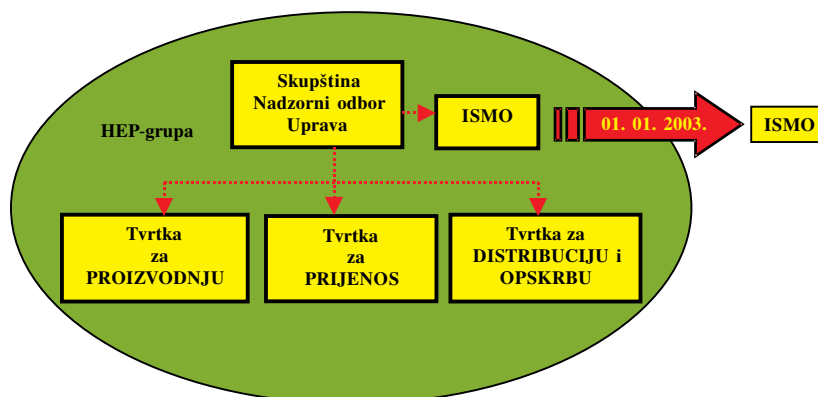 Skupština
Nadzorni odbor
Uprava
HEP-grupa
ISMO
01. 01. 2003.
ISMO
Tvrtka
za
PROIZVODNJU
Tvrtka
za
PRIJENOS
Tvrtka za
DISTRIBUCIJU i
OPSKRBU